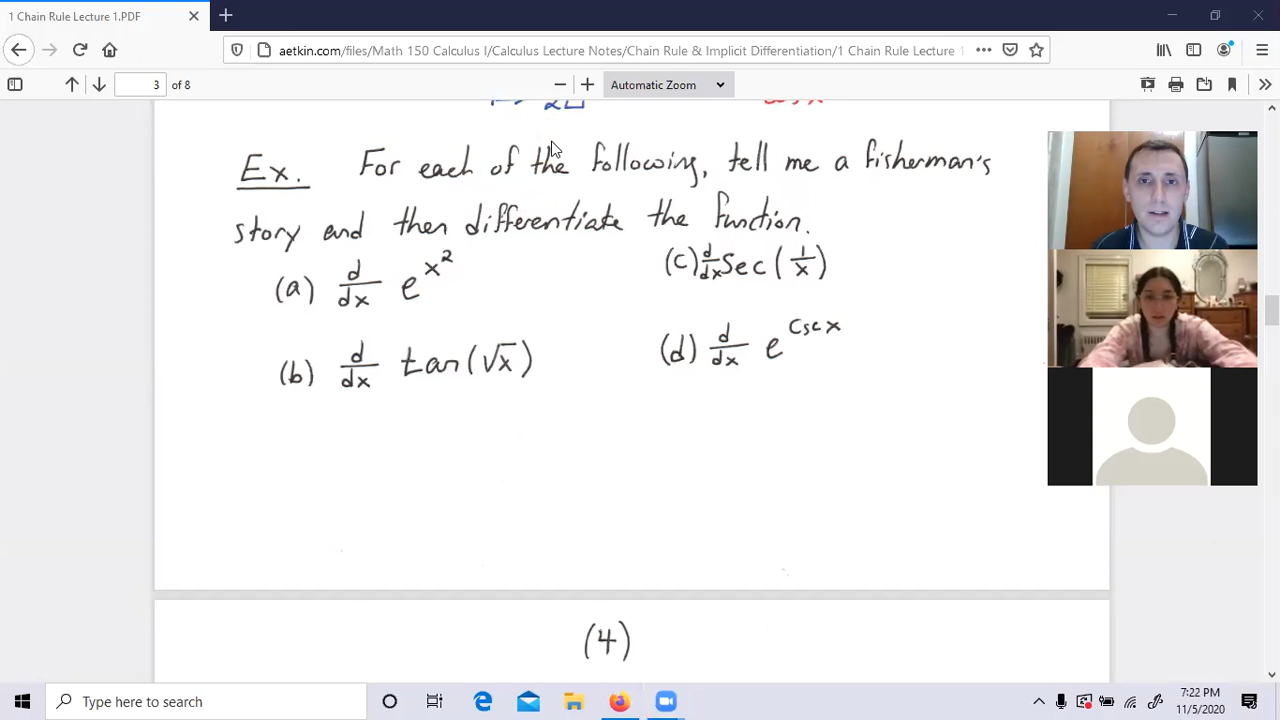 1 Chain Rule Lecture 1.PDF
aetkin.com/files/Math 150 Calculus I/Calculus Lecture Notes/Chain Rule & Implicit Differentiation/1 Chain Rule Lecture 1
3 of 8
Automatic Zoom
Ex. For each of the following, tell me a fisherman's
story and then differentiate the function.
(a) d/dx e^x^2
(c) d/dx Sec(1/x)
(b) d/dx tan(√x)
(d) d/dx e^csc x
(4)
Type here to search
7:22 PM
11/5/2020